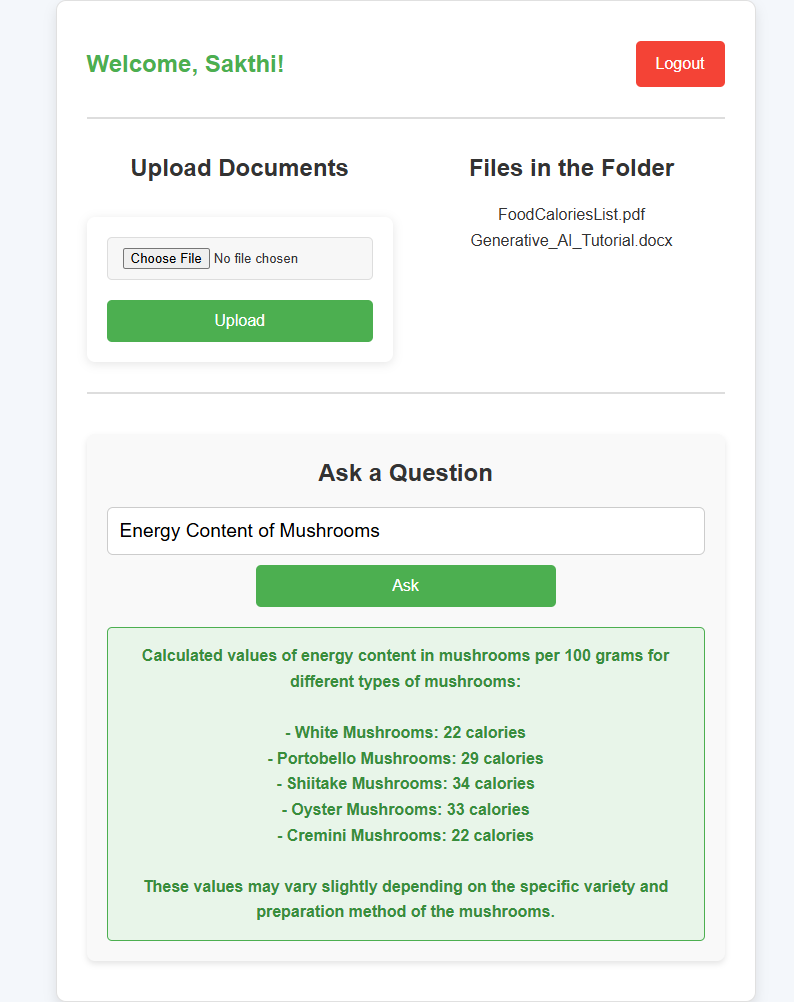 Welcome, Sakthi!
Logout
Upload Documents
Choose File No file chosen
Upload
Files in the Folder
FoodCaloriesList.pdf
Generative_AI_Tutorial.docx
Ask a Question
Energy Content of Mushrooms
Ask
Calculated values of energy content in mushrooms per 100 grams for
different types of mushrooms:
- White Mushrooms: 22 calories
- Portobello Mushrooms: 29 calories
- Shiitake Mushrooms: 34 calories
- Oyster Mushrooms: 33 calories
- Cremini Mushrooms: 22 calories
These values may vary slightly depending on the specific variety and
preparation method of the mushrooms.